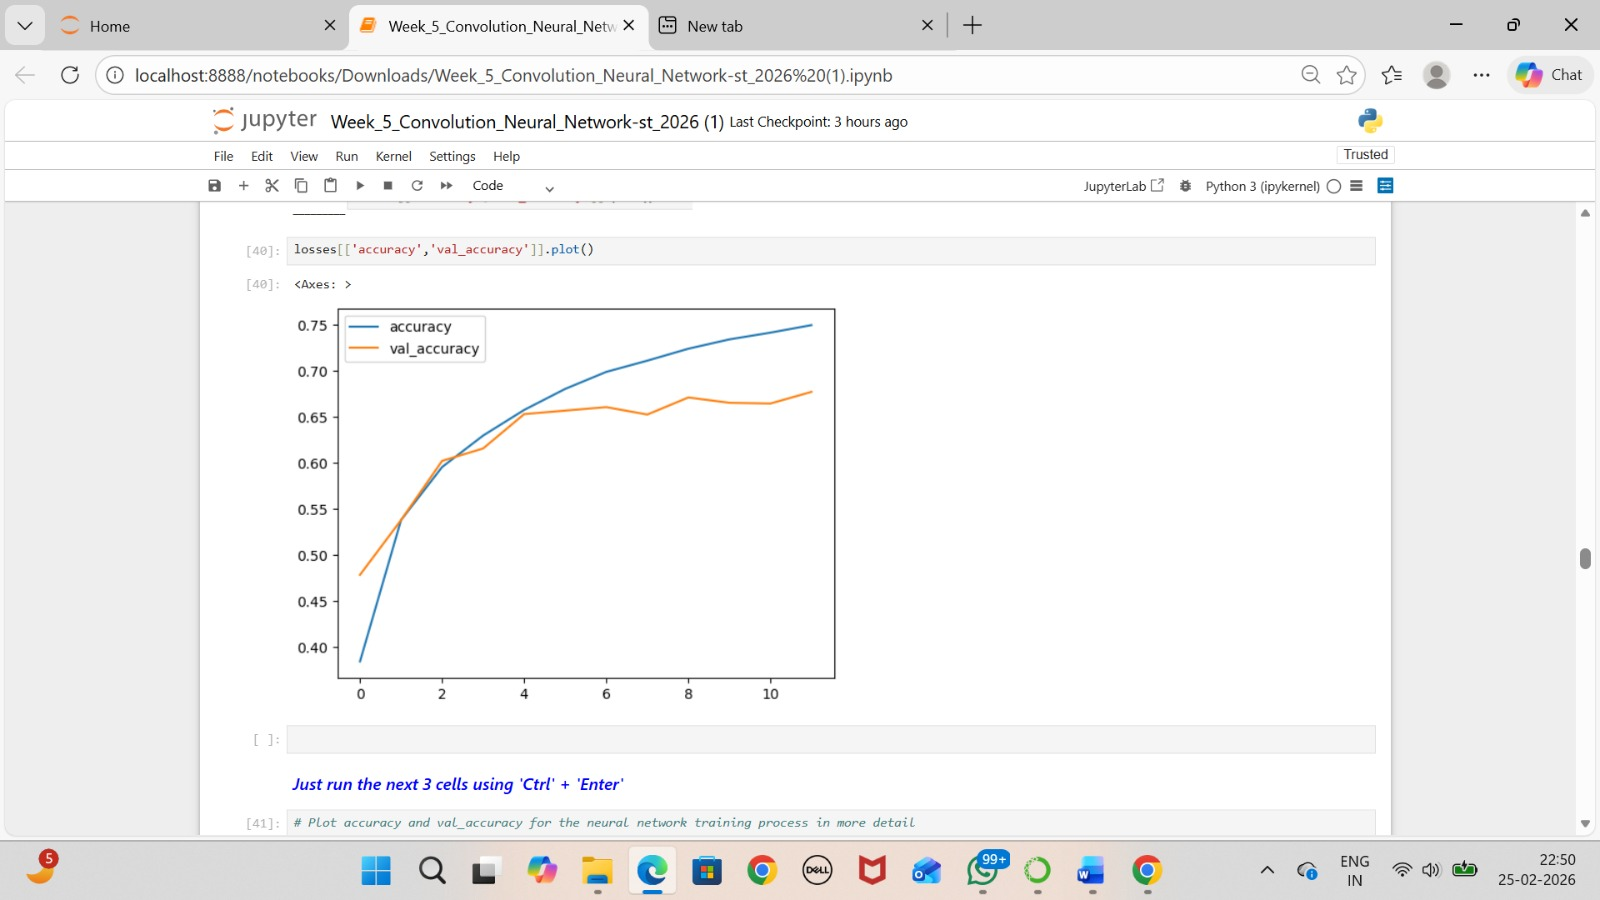 Home
Week_5_Convolution_Neural_Netw
New tab
localhost:8888/notebooks/Downloads/Week_5_Convolution_Neural_Network-st_2026%20(1).ipynb
Chat
jupyter Week_5_Convolution_Neural_Network-st_2026 (1) Last Checkpoint: 3 hours ago
File Edit View Run Kernel Settings Help
Trusted
Code
JupyterLab
Python 3 (ipykernel)
[40]: losses[['accuracy','val_accuracy']].plot()
[40]: <Axes: >
accuracy
val_accuracy
0.75
0.70
0.65
0.60
0.55
0.50
0.45
0.40
0 2 4 6 8 10
[ ]:
Just run the next 3 cells using 'Ctrl' + 'Enter'
[41]: # Plot accuracy and val_accuracy for the neural network training process in more detail
5
DELL
99+
ENG
IN
22:50
25-02-2026